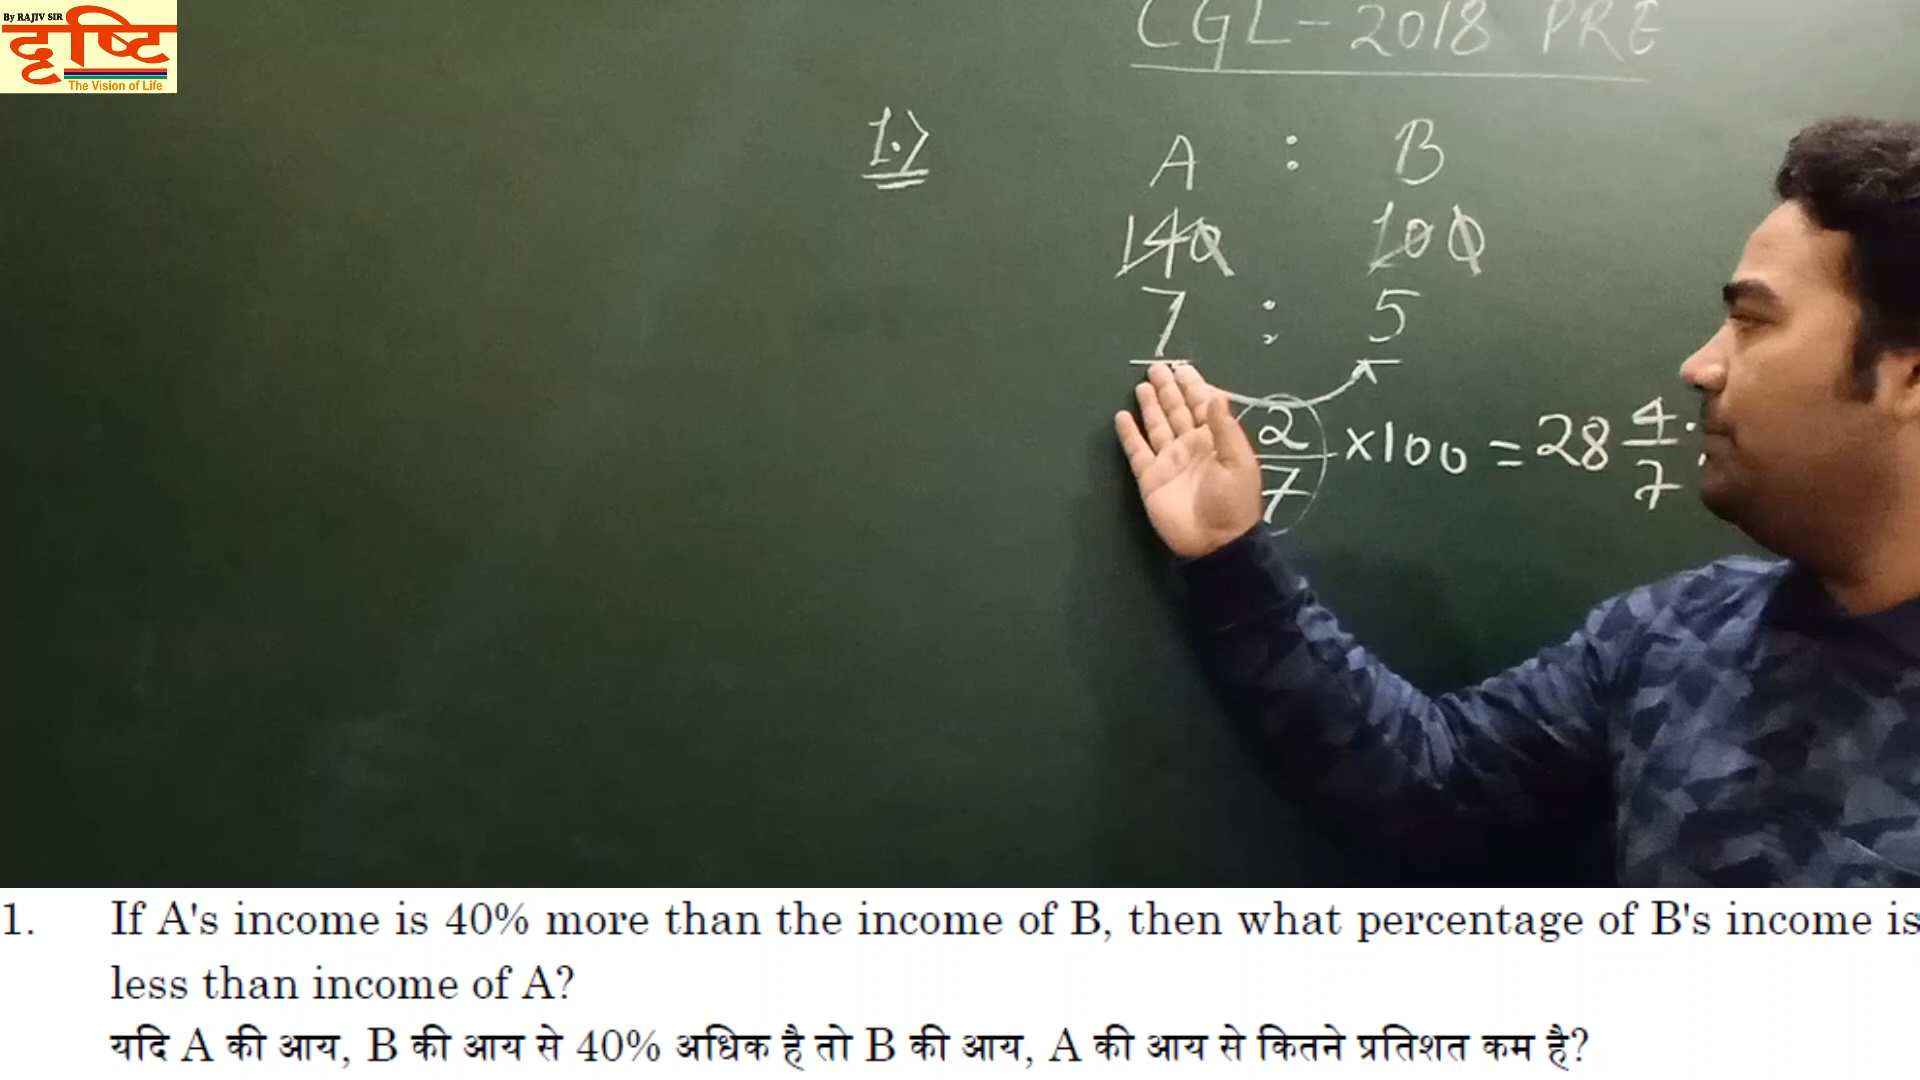 By RAJIV SIR
दृष्टि
The Vision of Life
CGL-2018 PRE
1.>
A : B
140 100
7 : 5
2/7 ×100 = 28 4/7
1. If A's income is 40% more than the income of B, then what percentage of B's income is
less than income of A?
यदि A की आय, B की आय से 40% अधिक है तो B की आय, A की आय से कितने प्रतिशत कम है?